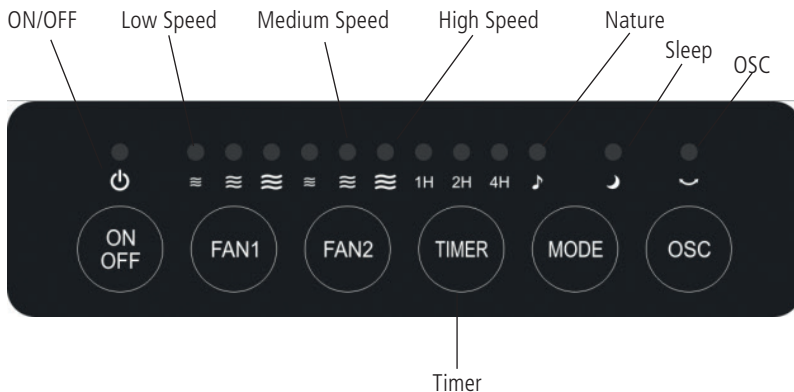 ON/OFF Low Speed Medium Speed High Speed Nature
Sleep
OSC
1H 2H 4H
ON
OFF
FAN1 FAN2 TIMER MODE OSC
Timer